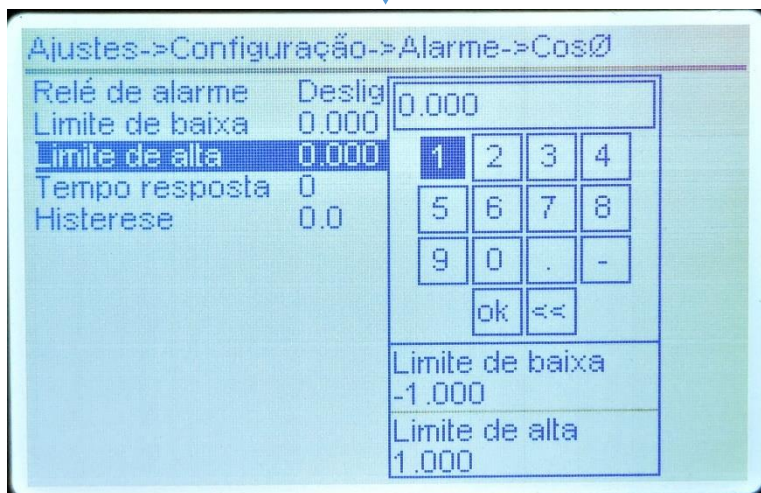 Ajustes->Configuração->Alarme->CosØ
Relé de alarme Deslig
Limite de baixa 0.000
Limite de alta 0.000
Tempo resposta 0
Histerese 0.0
0.000
1 2 3 4
5 6 7 8
9 0 . -
ok <<
Limite de baixa
-1.000
Limite de alta
1.000